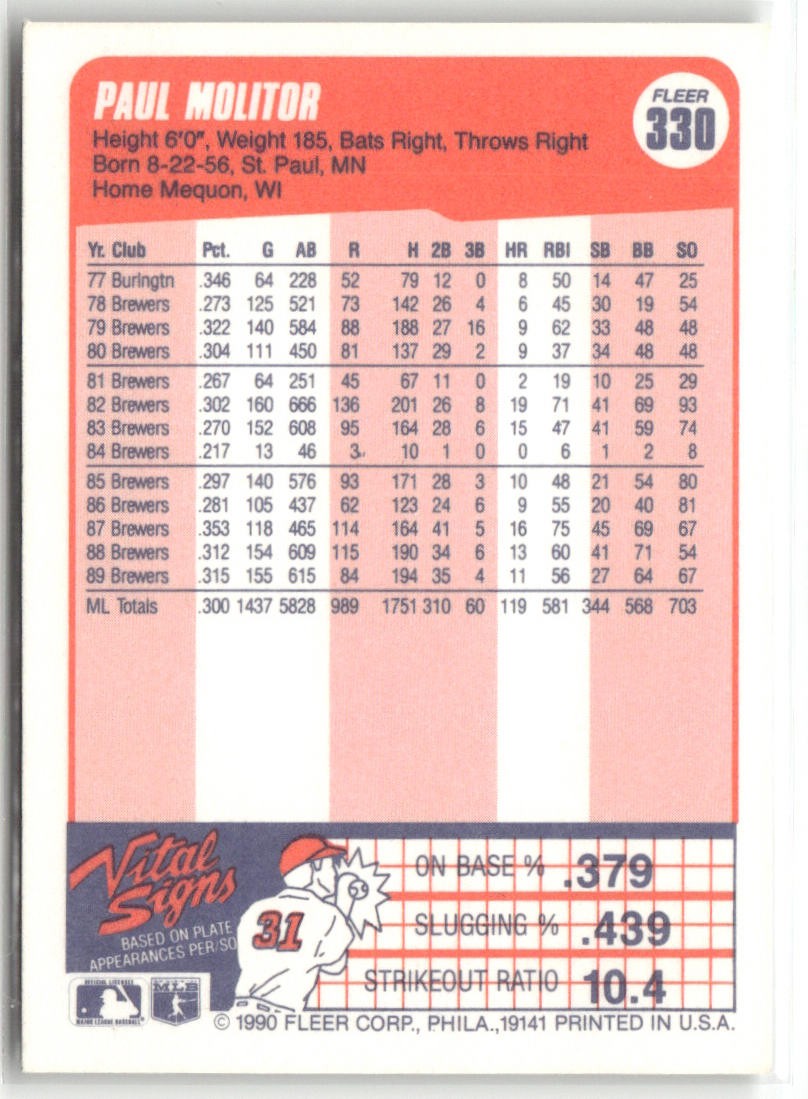 PAUL MOLITOR
FLEER
330
Height 6'0", Weight 185, Bats Right, Throws Right
Born 8-22-56, St. Paul, MN
Home Mequon, WI
Yr. Club Pct. G AB R H 2B 3B HR RBI SB BB SO
77 Burlngtn .346 64 228 52 79 12 0 8 50 14 47 25
78 Brewers .273 125 521 73 142 26 4 6 45 30 19 54
79 Brewers .322 140 584 88 188 27 16 9 62 33 48 48
80 Brewers .304 111 450 81 137 29 2 9 37 34 48 48
81 Brewers .267 64 251 45 67 11 0 2 19 10 25 29
82 Brewers .302 160 666 136 201 26 8 19 71 41 69 93
83 Brewers .270 152 608 95 164 28 6 15 47 41 59 74
84 Brewers .217 13 46 3 10 1 0 0 6 1 2 8
85 Brewers .297 140 576 93 171 28 3 10 48 21 54 80
86 Brewers .281 105 437 62 123 24 6 9 55 20 40 81
87 Brewers .353 118 465 114 164 41 5 16 75 45 69 67
88 Brewers .312 154 609 115 190 34 6 13 60 41 71 54
89 Brewers .315 155 615 84 194 35 4 11 56 27 64 67
ML Totals .300 1437 5828 989 1751 310 60 119 581 344 568 703
Vital
Signs
BASED ON PLATE
APPEARANCES PER/SO
31
ON BASE % .379
SLUGGING % .439
STRIKEOUT RATIO 10.4
OFFICIAL LICENSEE
MAJOR LEAGUE BASEBALL
MLB
© 1990 FLEER CORP., PHILA.,19141 PRINTED IN U.S.A.